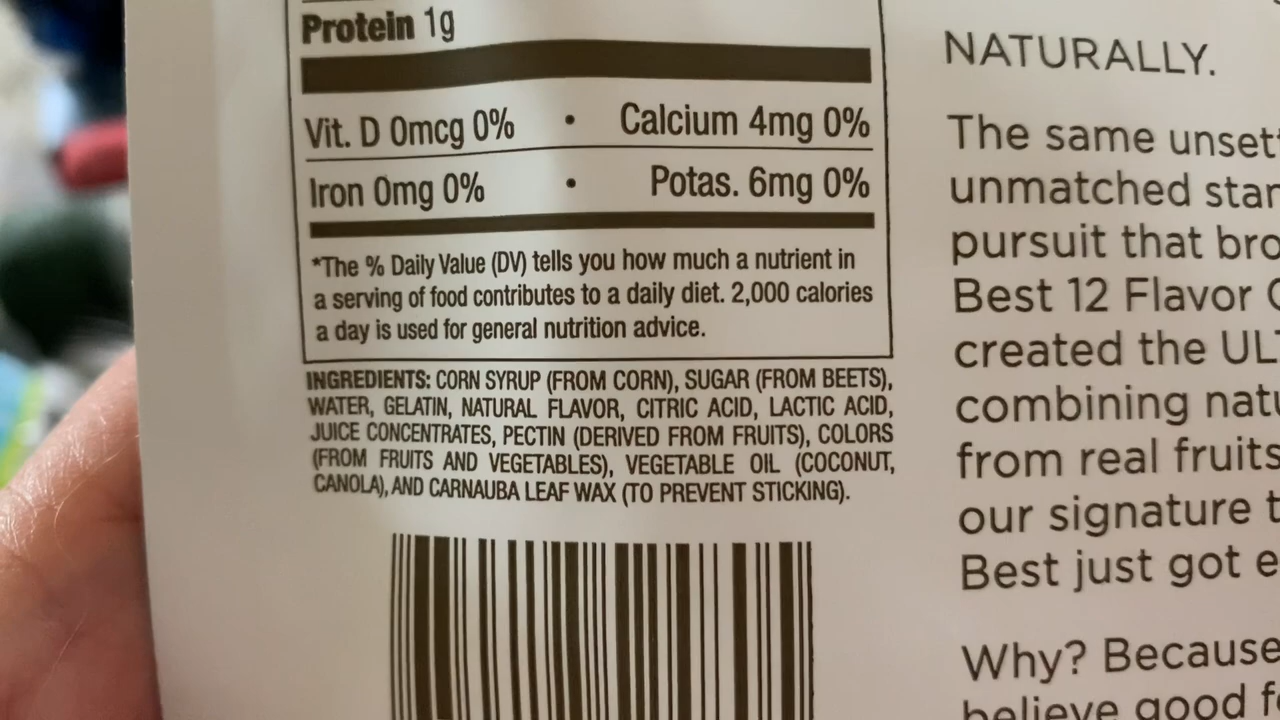 Protein 1g
Vit. D 0mcg 0% • Calcium 4mg 0%
Iron 0mg 0% • Potas. 6mg 0%
*The % Daily Value (DV) tells you how much a nutrient in
a serving of food contributes to a daily diet. 2,000 calories
a day is used for general nutrition advice.
INGREDIENTS: CORN SYRUP (FROM CORN), SUGAR (FROM BEETS),
WATER, GELATIN, NATURAL FLAVOR, CITRIC ACID, LACTIC ACID,
JUICE CONCENTRATES, PECTIN (DERIVED FROM FRUITS), COLORS
(FROM FRUITS AND VEGETABLES), VEGETABLE OIL (COCONUT,
CANOLA), AND CARNAUBA LEAF WAX (TO PREVENT STICKING).
NATURALLY.
The same
unmatched
pursuit that
Best 12 Flavor
created the
combining
from real fruits
our signature
Best just got
Why? Because
believe good